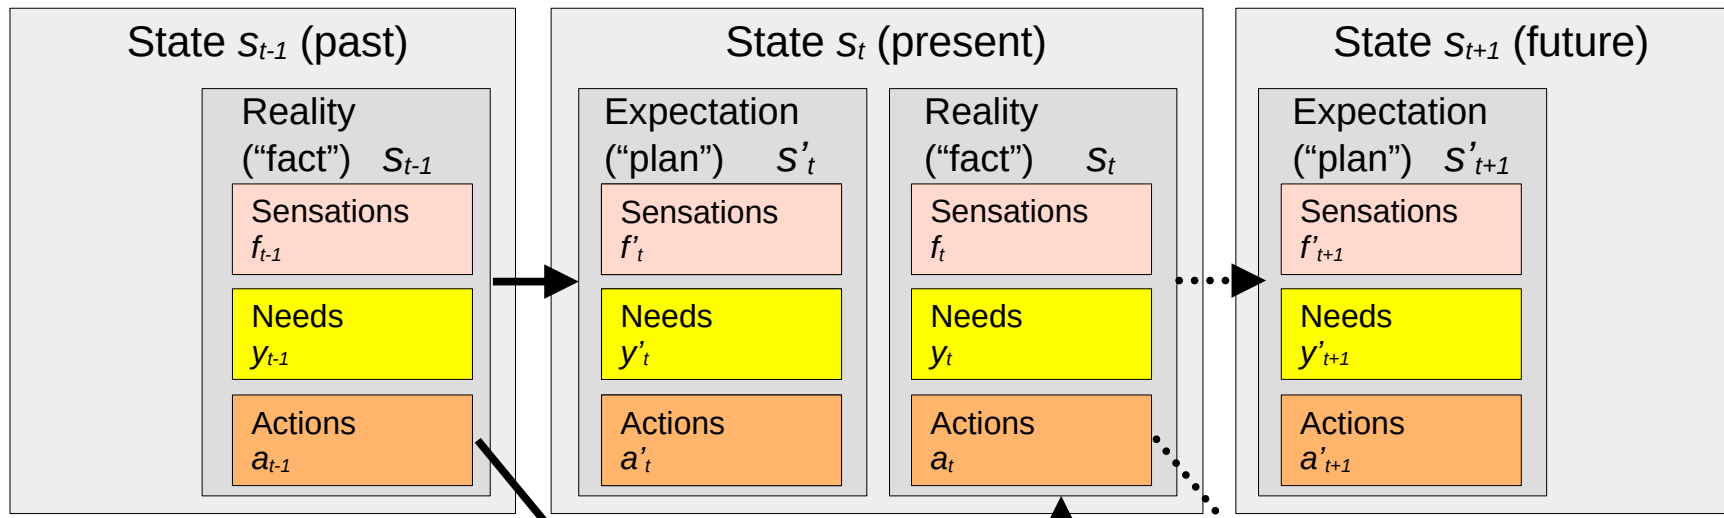 State st-1 (past)
Reality
(“fact”) st-1
Sensations
ft-1
Needs
yt-1
Actions
at-1
State st (present)
Expectation
(“plan”) s’t
Sensations
f’t
Needs
y’t
Actions
a’t
Reality
(“fact”) st
Sensations
ft
Needs
yt
Actions
at
State st+1 (future)
Expectation
(“plan”) s’t+1
Sensations
f’t+1
Needs
y’t+1
Actions
a’t+1